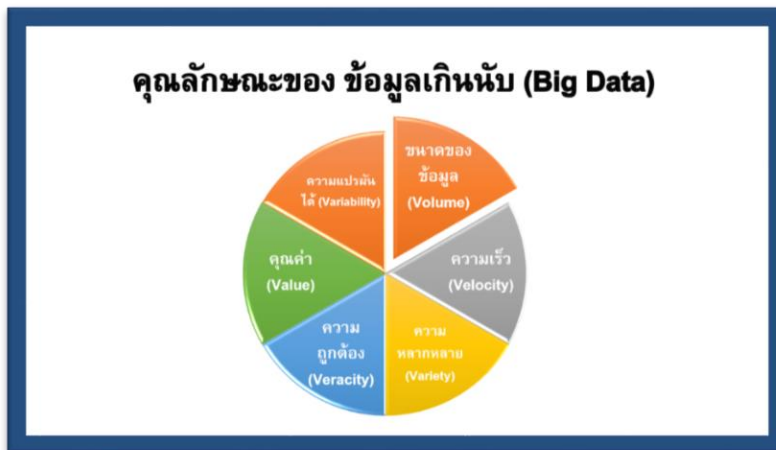 คุณลักษณะของ ข้อมูลเกินนับ (Big Data)
ขนาดของ
ข้อมูล
(Volume)
ความเร็ว
(Velocity)
ความ
หลากหลาย
(Variety)
ความ
ถูกต้อง
(Veracity)
คุณค่า
(Value)
ความแปรผัน
ได้ (Variability)